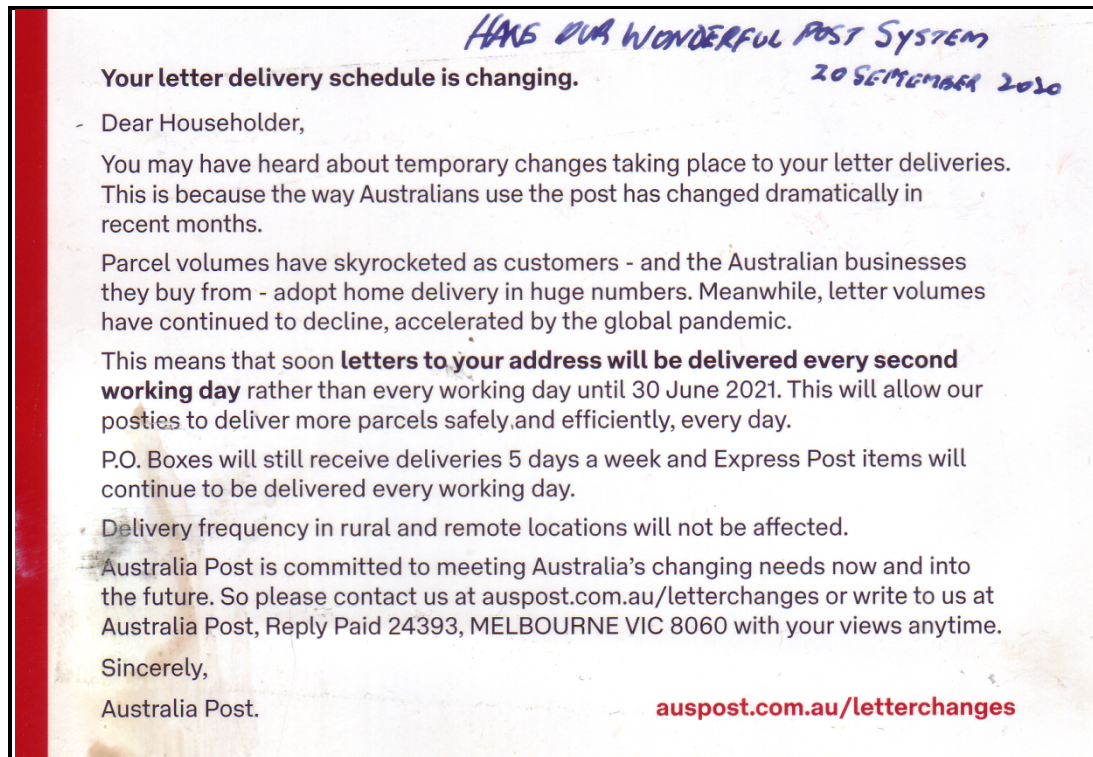 HAVE OUR WONDERFUL POST SYSTEM
20 SEPTEMBER 2020
Your letter delivery schedule is changing.
Dear Householder,
You may have heard about temporary changes taking place to your letter deliveries.
This is because the way Australians use the post has changed dramatically in
recent months.
Parcel volumes have skyrocketed as customers - and the Australian businesses
they buy from - adopt home delivery in huge numbers. Meanwhile, letter volumes
have continued to decline, accelerated by the global pandemic.
This means that soon letters to your address will be delivered every second
working day rather than every working day until 30 June 2021. This will allow our
posties to deliver more parcels safely and efficiently, every day.
P.O. Boxes will still receive deliveries 5 days a week and Express Post items will
continue to be delivered every working day.
Delivery frequency in rural and remote locations will not be affected.
Australia Post is committed to meeting Australia's changing needs now and into
the future. So please contact us at auspost.com.au/letterchanges or write to us at
Australia Post, Reply Paid 24393, MELBOURNE VIC 8060 with your views anytime.
Sincerely,
Australia Post.
auspost.com.au/letterchanges